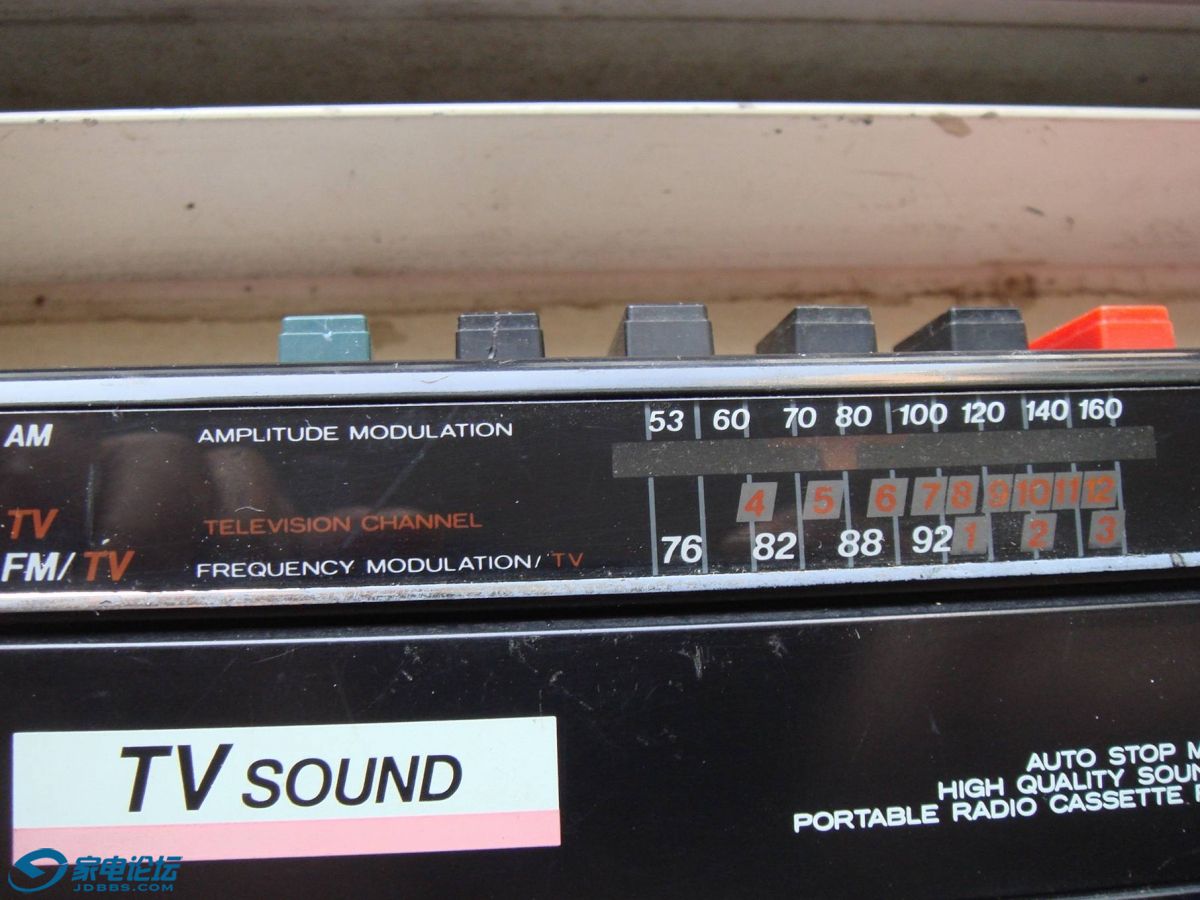 AM AMPLITUDE MODULATION 53 60 70 80 100 120 140 160
TV TELEVISION CHANNEL 4 5 6 7 8 9 10 11 12
FM/TV FREQUENCY MODULATION/TV 76 82 88 92 1 2 3
TV SOUND
AUTO STOP M
HIGH QUALITY SOUN
PORTABLE RADIO CASSETTE
家电论坛
JDBBS.COM